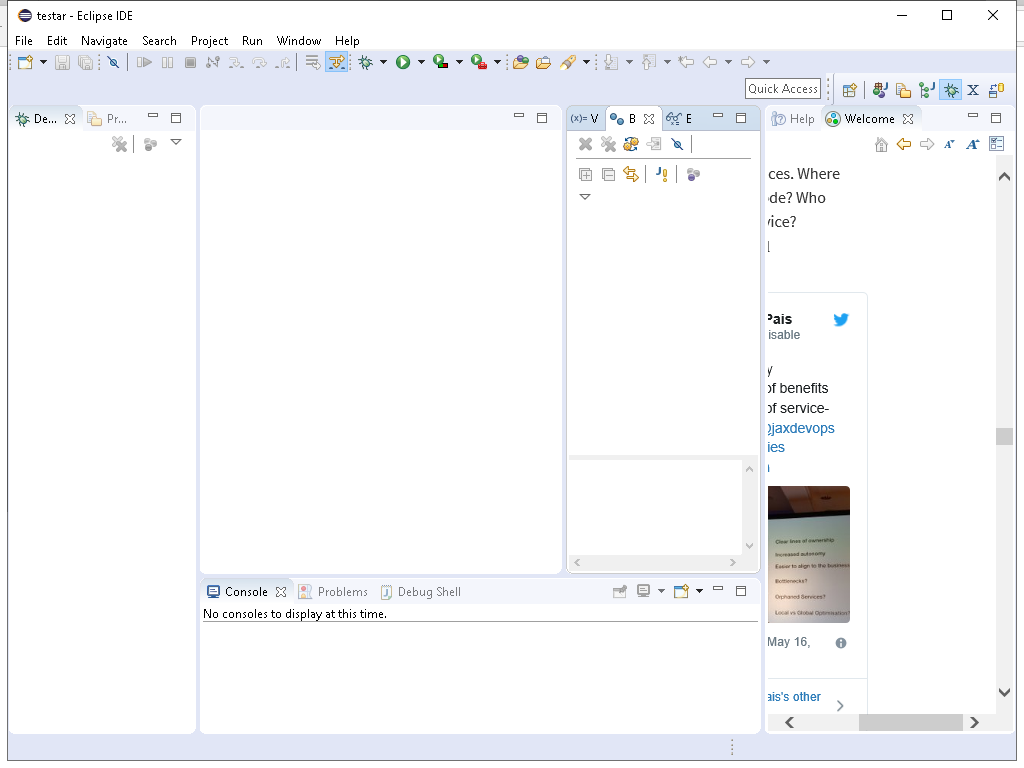 testar - Eclipse IDE
File Edit Navigate Search Project Run Window Help
Quick Access
De... Pr...
(x)= V B E
Help Welcome
ces. Where
ode? Who
vice?
Pais
isable
y
of benefits
of service-
@jaxdevops
ies
Clear lines of ownership
Increased autonomy
Easier to align to the business
Bottlenecks?
Orphaned Services?
Local vs Global Optimisation?
May 16,
ais's other
Console Problems Debug Shell
No consoles to display at this time.